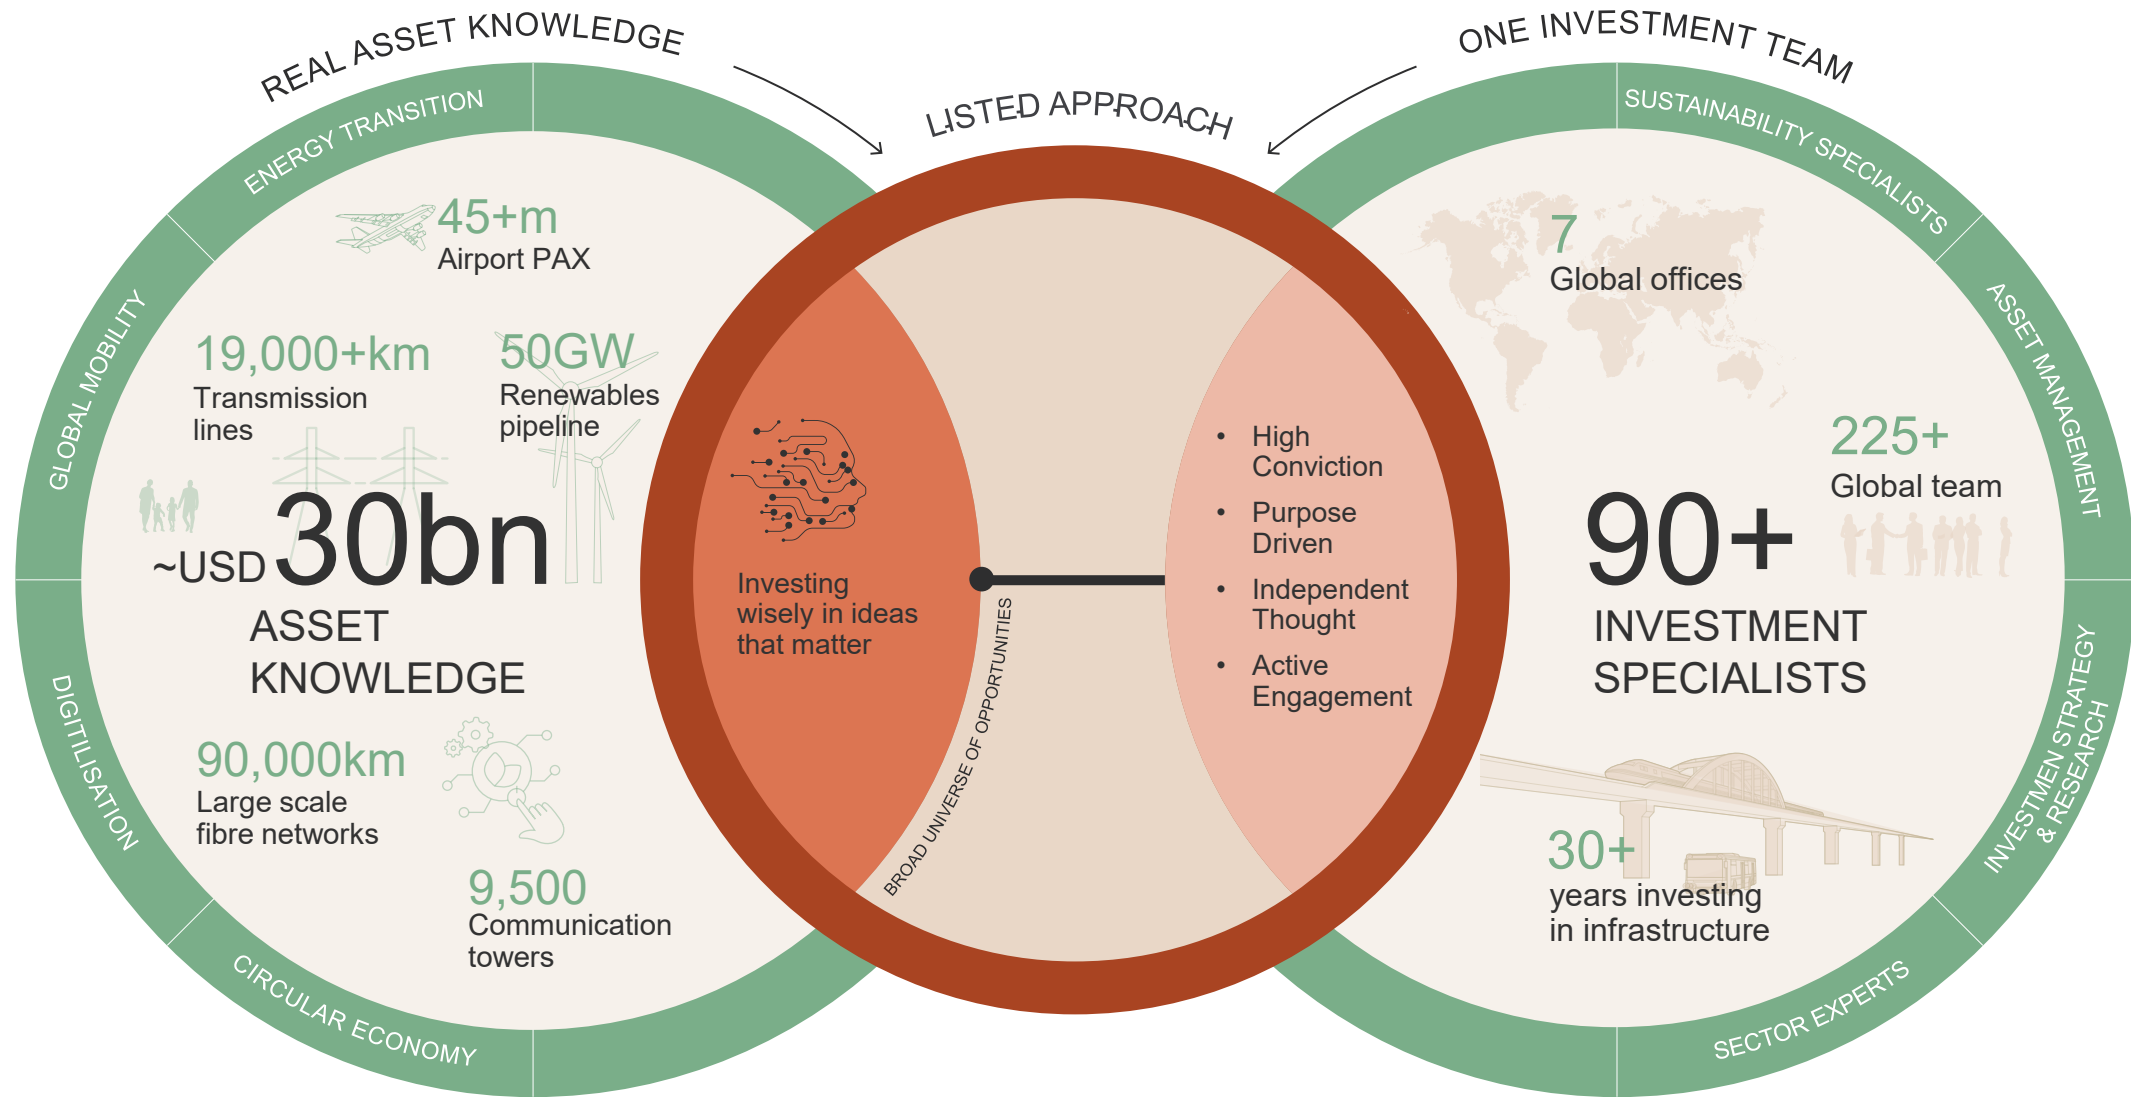 REAL ASSET KNOWLEDGE
ENERGY TRANSITION
GLOBAL MOBILITY
DIGITILISATION
CIRCULAR ECONOMY
45+m
Airport PAX
19,000+km
Transmission
lines
50GW
Renewables
pipeline
~USD 30bn
ASSET
KNOWLEDGE
90,000km
Large scale
fibre networks
9,500
Communication
towers
LISTED APPROACH
Investing
wisely in ideas
that matter
BROAD UNIVERSE OF OPPORTUNITIES
• High
Conviction
• Purpose
Driven
• Independent
Thought
• Active
Engagement
ONE INVESTMENT TEAM
SUSTAINABILITY SPECIALISTS
ASSET MANAGEMENT
INVESTMEN STRATEGY
& RESEARCH
SECTOR EXPERTS
7
Global offices
225+
Global team
90+
INVESTMENT
SPECIALISTS
30+
years investing
in infrastructure